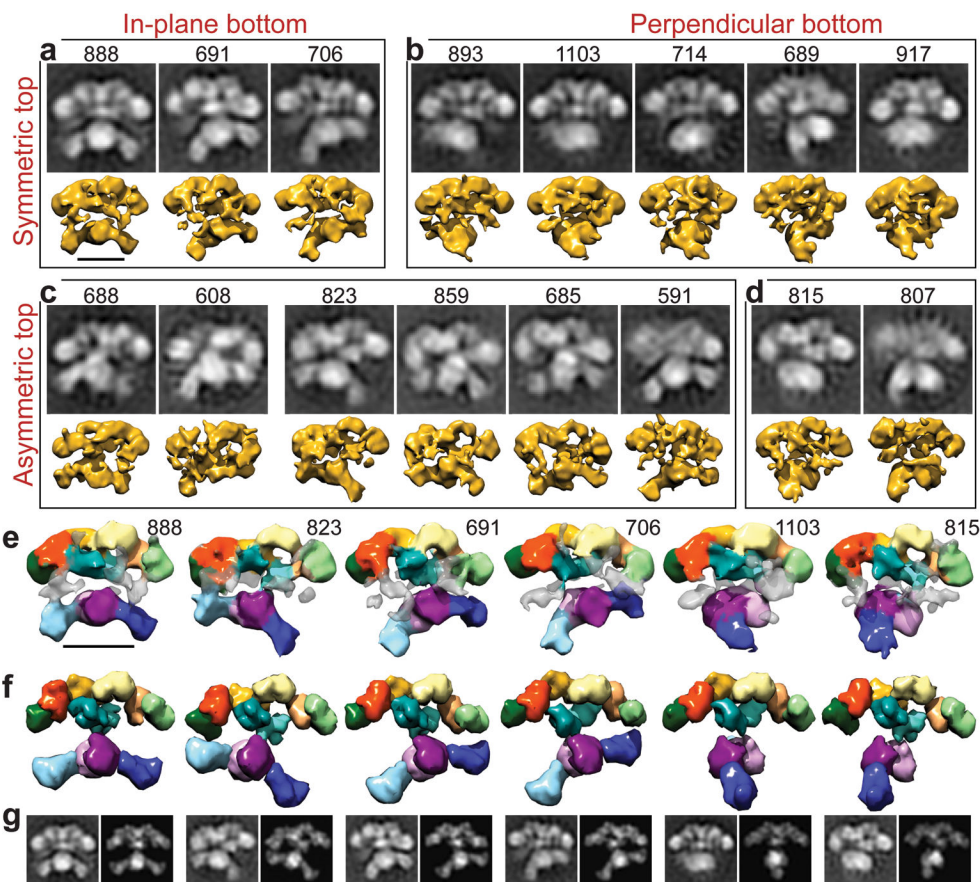 In-plane bottom
Perpendicular bottom
Symmetric top
a
888 691 706
b
893 1103 714 689 917
Asymmetric top
c
688 608 823 859 685 591
d
815 807
e
888 823 691 706 1103 815
f
g